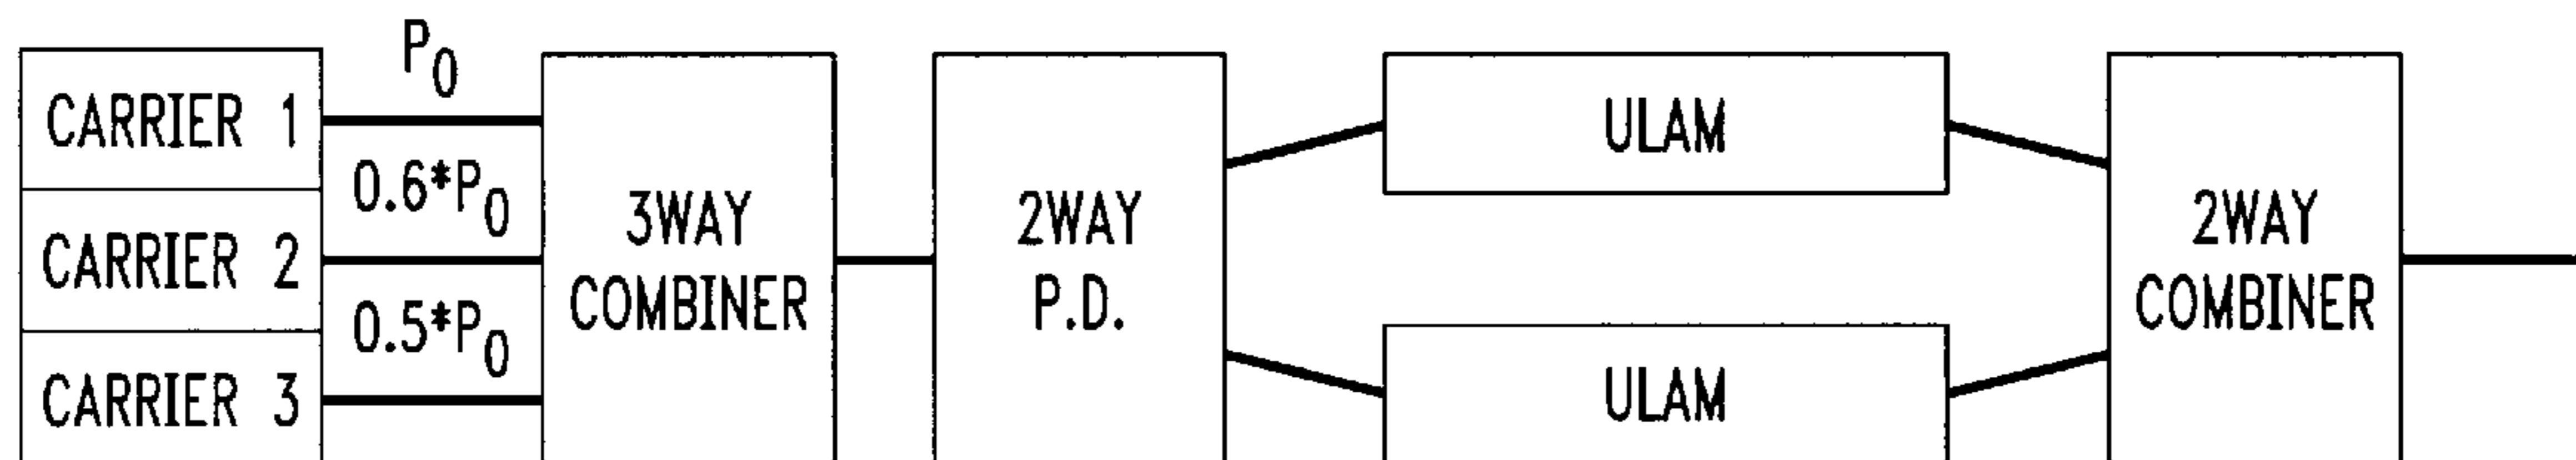 P0
CARRIER 1
0.6*P0
CARRIER 2
0.5*P0
CARRIER 3
3WAY
COMBINER
2WAY
P.D.
ULAM
ULAM
2WAY
COMBINER